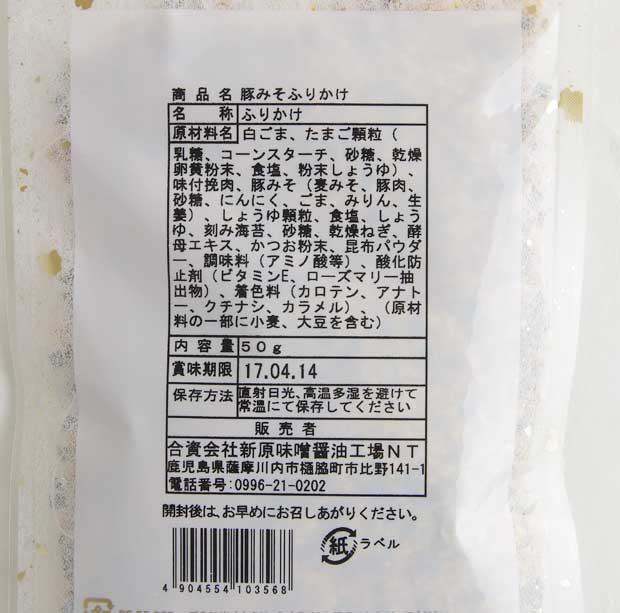 商品名 豚みそふりかけ
名称 ふりかけ
原材料名 白ごま、たまご顆粒（
乳糖、コーンスターチ、砂糖、乾燥
卵黄粉末、食塩、粉末しょうゆ）、
味付挽肉、豚みそ（麦みそ、豚肉、
砂糖、にんにく、ごま、みりん、生
姜）、しょうゆ顆粒、食塩、しょう
ゆ、刻み海苔、砂糖、乾燥ねぎ、酵
母エキス、かつお粉末、昆布パウダ
ー、調味料（アミノ酸等）、酸化防
止剤（ビタミンE、ローズマリー抽
出物）、着色料（カロテン、アナト
ー、クチナシ、カラメル）、（原材
料の一部に小麦、大豆を含む）
内容量 50g
賞味期限 17.04.14
保存方法 直射日光、高温多湿を避けて
常温にて保存してください
販売者
合資会社新原味噌醤油工場NT
鹿児島県薩摩川内市樋脇町市比野141-1
電話番号:0996-21-0202
開封後は、お早めにお召しあがりください。
紙 ラベル
4 904554 103568